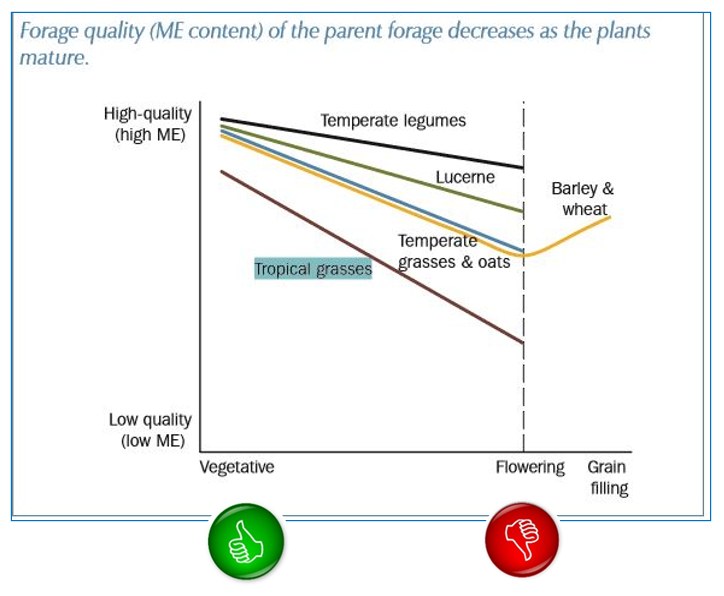 Forage quality (ME content) of the parent forage decreases as the plants
mature.
High-quality
(high ME)
Temperate legumes
Lucerne
Barley &
wheat
Temperate
grasses & oats
Tropical grasses
Low quality
(low ME)
Vegetative
Flowering
Grain
filling